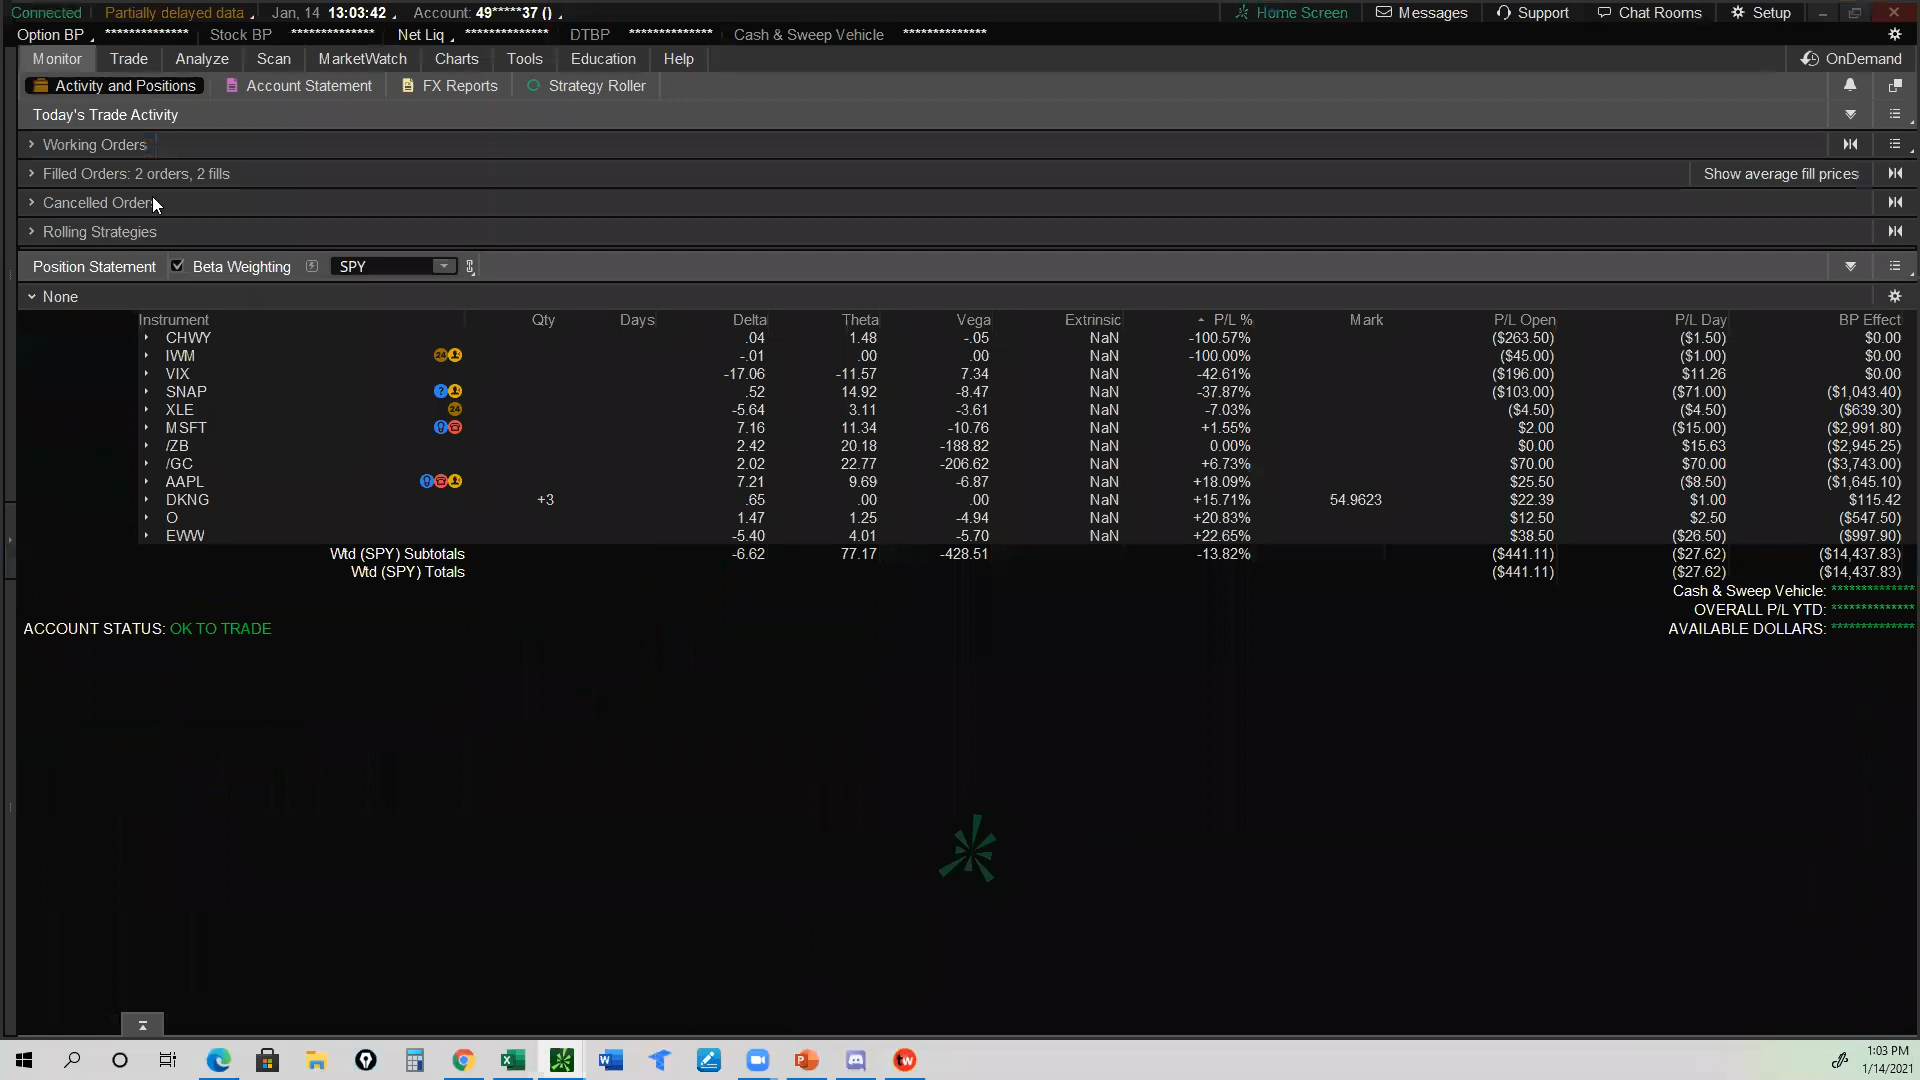 Connected Partially delayed data Jan, 14 13:03:42 Account: 49*****37 () Home Screen Messages Support Chat Rooms Setup
Option BP ************** Stock BP ************** Net Liq ************** DTBP ************** Cash & Sweep Vehicle **************
Monitor Trade Analyze Scan MarketWatch Charts Tools Education Help OnDemand
Activity and Positions Account Statement FX Reports Strategy Roller
Today's Trade Activity
Working Orders
Filled Orders: 2 orders, 2 fills Show average fill prices
Cancelled Orders
Rolling Strategies
Position Statement Beta Weighting SPY
None
Instrument Qty Days Delta Theta Vega Extrinsic P/L % Mark P/L Open P/L Day BP Effect
CHWY .04 1.48 -.05 NaN -100.57% ($263.50) ($1.50) $0.00
IWM 24 -.01 .00 .00 NaN -100.00% ($45.00) ($1.00) $0.00
VIX -17.06 -11.57 7.34 NaN -42.61% ($196.00) $11.26 $0.00
SNAP ? .52 14.92 -8.47 NaN -37.87% ($103.00) ($71.00) ($1,043.40)
XLE 24 -5.64 3.11 -3.61 NaN -7.03% ($4.50) ($4.50) ($639.30)
MSFT 7.16 11.34 -10.76 NaN +1.55% $2.00 ($15.00) ($2,991.80)
/ZB 2.42 20.18 -188.82 NaN 0.00% $0.00 $15.63 ($2,945.25)
/GC 2.02 22.77 -206.62 NaN +6.73% $70.00 $70.00 ($3,743.00)
AAPL 7.21 9.69 -6.87 NaN +18.09% $25.50 ($8.50) ($1,645.10)
DKNG +3 .65 .00 .00 NaN +15.71% 54.9623 $22.39 $1.00 $115.42
O 1.47 1.25 -4.94 NaN +20.83% $12.50 $2.50 ($547.50)
EWW -5.40 4.01 -5.70 NaN +22.65% $38.50 ($26.50) ($997.90)
Wtd (SPY) Subtotals -6.62 77.17 -428.51 -13.82% ($441.11) ($27.62) ($14,437.83)
Wtd (SPY) Totals ($441.11) ($27.62) ($14,437.83)
Cash & Sweep Vehicle: **************
OVERALL P/L YTD: **************
ACCOUNT STATUS: OK TO TRADE AVAILABLE DOLLARS: **************
1:03 PM
1/14/2021